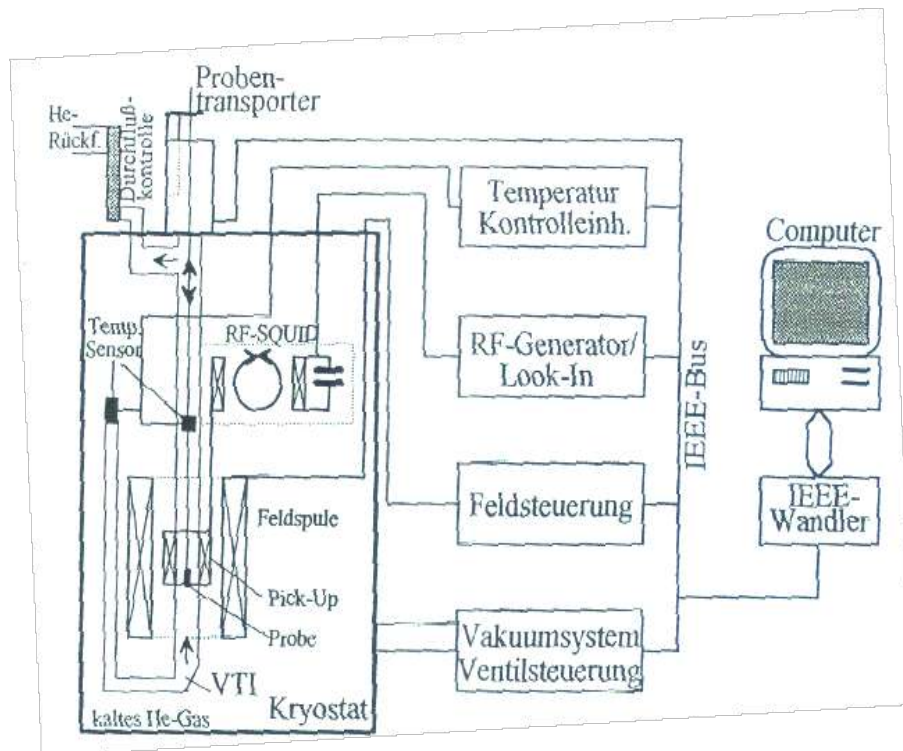 Proben-
transporter
He-
Rückf.
Durchfluß-
kontrolle
Temperatur
Kontrolleinh.
Computer
Temp.
Sensor
RF-SQUID
RF-Generator/
Look-In
IEEE-Bus
Feldspule
Feldsteuerung
IEEE-
Wandler
Pick-Up
Probe
Vakuumsystem
Ventilsteuerung
VTI
kaltes He-Gas
Kryostat